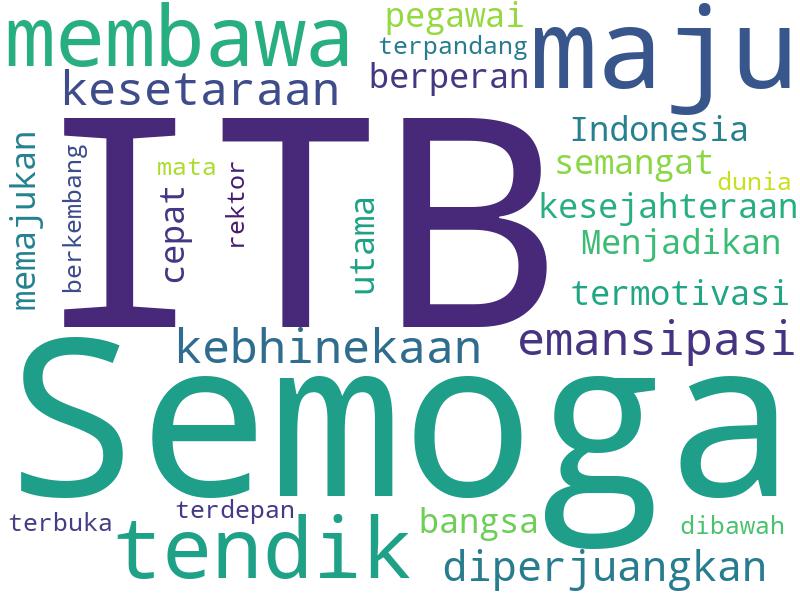 membawa
pegawai
terpandang
maju
kesetaraan
berperan
ITB
Indonesia
memajukan
berkembang
mata
cepat
rektor
utama
semangat
dunia
kesejahteraan
Menjadikan
termotivasi
kebhinekaan
emansipasi
Semoga
terbuka
terdepan
tendik
bangsa
dibawah
diperjuangkan